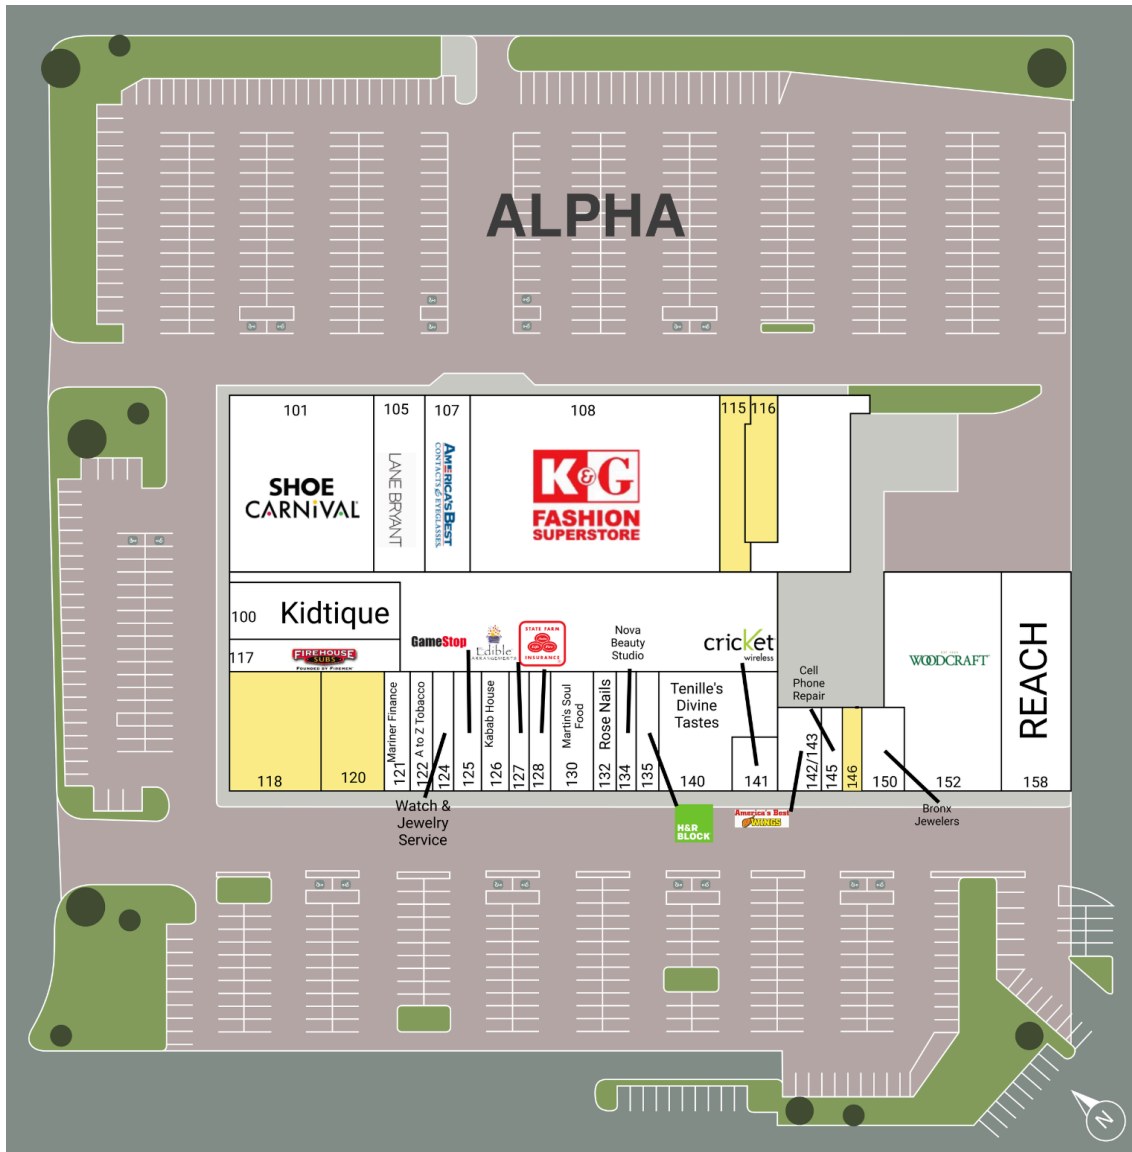 ALPHA
101
105
107
108
115
116
SHOE
CARNIVAL
LANE BRYANT
AMERICA'S BEST
CONTACTS & EYEGLASSES
K&G
FASHION
SUPERSTORE
100
Kidtique
117
FIREHOUSE
SUBS
FOUNDED BY FIREMEN
GameStop
Edible
ARRANGEMENTS
STATE FARM
INSURANCE
Nova
Beauty
Studio
cricket
wireless
Cell
Phone
Repair
WOODCRAFT
REACH
118
120
121
Mariner Finance
122
A to Z Tobacco
124
125
126
Kabab House
127
128
130
Martin's Soul
Food
132
Rose Nails
134
135
Tenille's
Divine
Tastes
140
141
142/143
145
146
150
152
158
Watch &
Jewelry
Service
H&R
BLOCK
America's Best
WINGS
Bronx
Jewelers
N